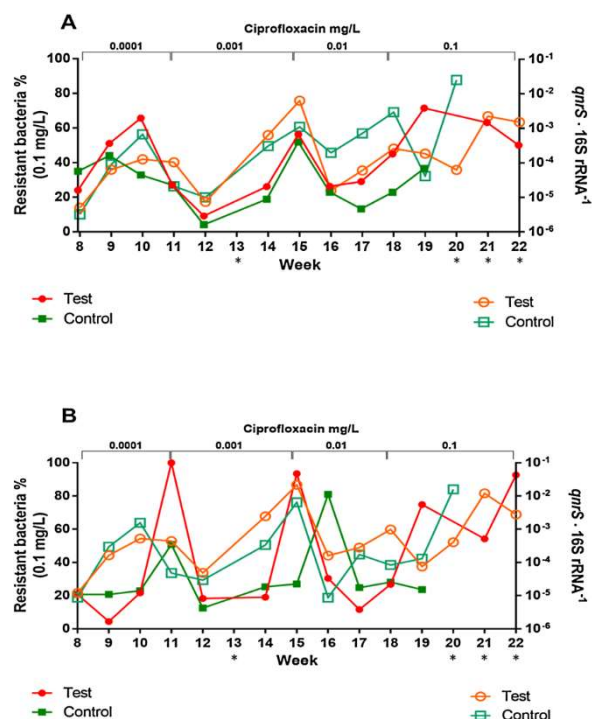 A
Ciprofloxacin mg/L
0.0001 0.001 0.01 0.1
Resistant bacteria %
(0.1 mg/L)
100
80
60
40
20
0
10-1
10-2
10-3
10-4
10-5
10-6
qnrS · 16S rRNA-1
8 9 10 11 12 13 14 15 16 17 18 19 20 21 22
* Week * * *
Test Test
Control Control
B
Ciprofloxacin mg/L
0.0001 0.001 0.01 0.1
Resistant bacteria %
(0.1 mg/L)
100
80
60
40
20
0
10-1
10-2
10-3
10-4
10-5
10-6
qnrS · 16S rRNA-1
8 9 10 11 12 13 14 15 16 17 18 19 20 21 22
* Week * * *
Test Test
Control Control